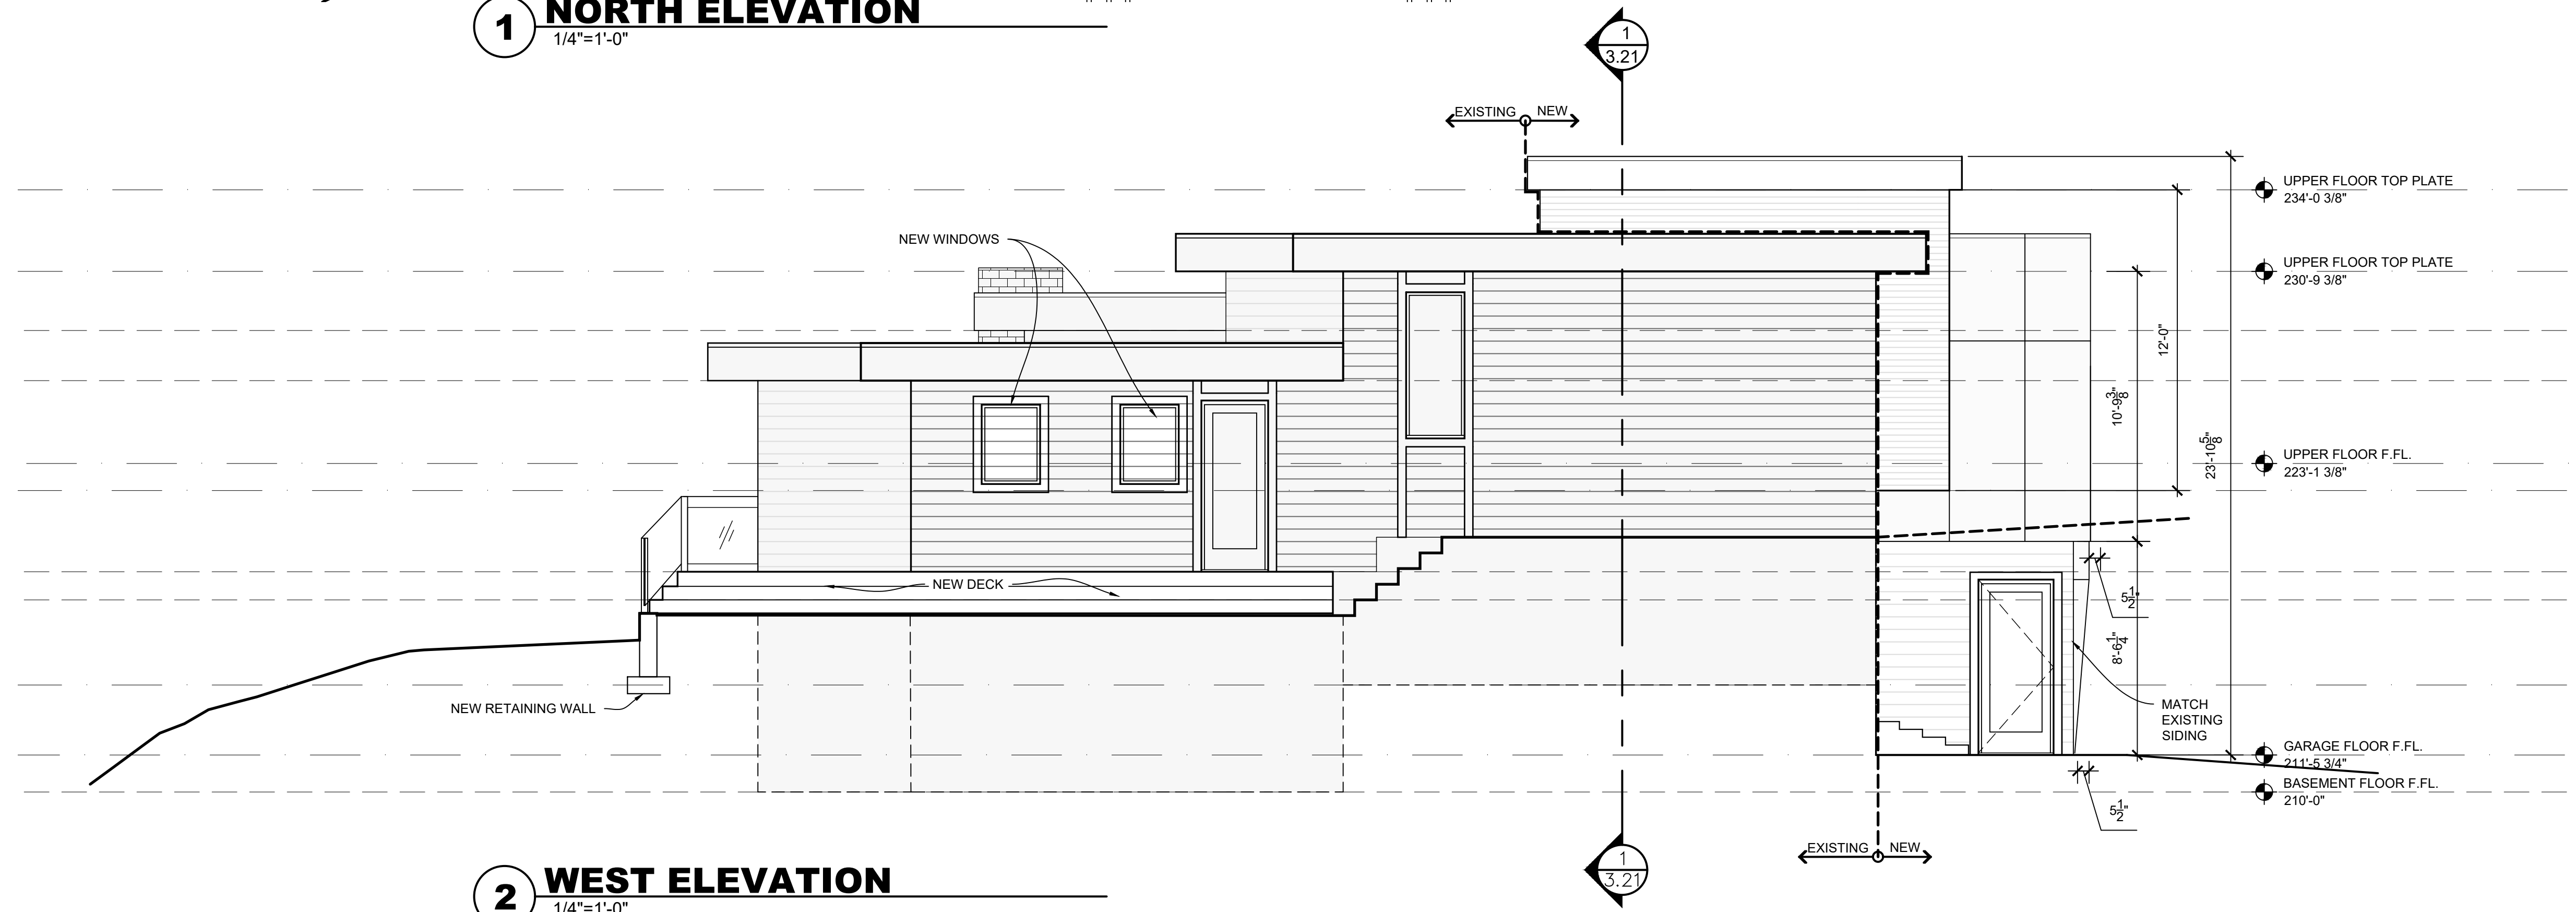 1
NORTH ELEVATION
1/4"=1'-0"
1
3.21
EXISTING NEW
UPPER FLOOR TOP PLATE
234'-0 3/8"
NEW WINDOWS
UPPER FLOOR TOP PLATE
230'-9 3/8"
12'-0"
10'-9 3/8"
23'-10 5/8"
UPPER FLOOR F.FL.
223'-1 3/8"
NEW DECK
5 1/2"
8'-6 1/4"
NEW RETAINING WALL
MATCH
EXISTING
SIDING
GARAGE FLOOR F.FL.
211'-5 3/4"
BASEMENT FLOOR F.FL.
210'-0"
5 1/2"
EXISTING NEW
1
3.21
2
WEST ELEVATION
1/4"=1'-0"